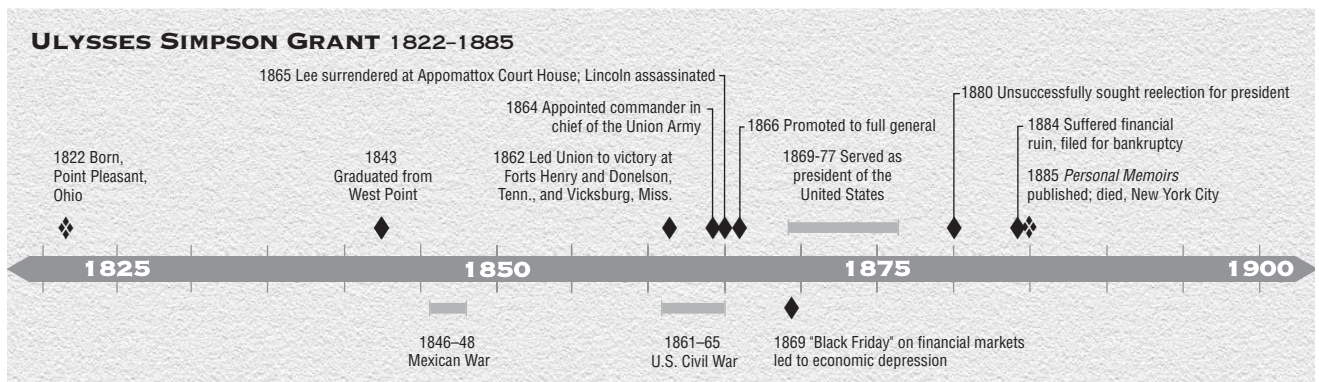 ULYSSES SIMPSON GRANT 1822–1885
1865 Lee surrendered at Appomattox Court House; Lincoln assassinated
1880 Unsuccessfully sought reelection for president
1864 Appointed commander in
chief of the Union Army
1866 Promoted to full general
1884 Suffered financial
ruin, filed for bankruptcy
1822 Born,
Point Pleasant,
Ohio
1843
Graduated from
West Point
1862 Led Union to victory at
Forts Henry and Donelson,
Tenn., and Vicksburg, Miss.
1869-77 Served as
president of the
United States
1885 Personal Memoirs
published; died, New York City
1825 1850 1875 1900
1846–48
Mexican War
1861–65
U.S. Civil War
1869 "Black Friday" on financial markets
led to economic depression